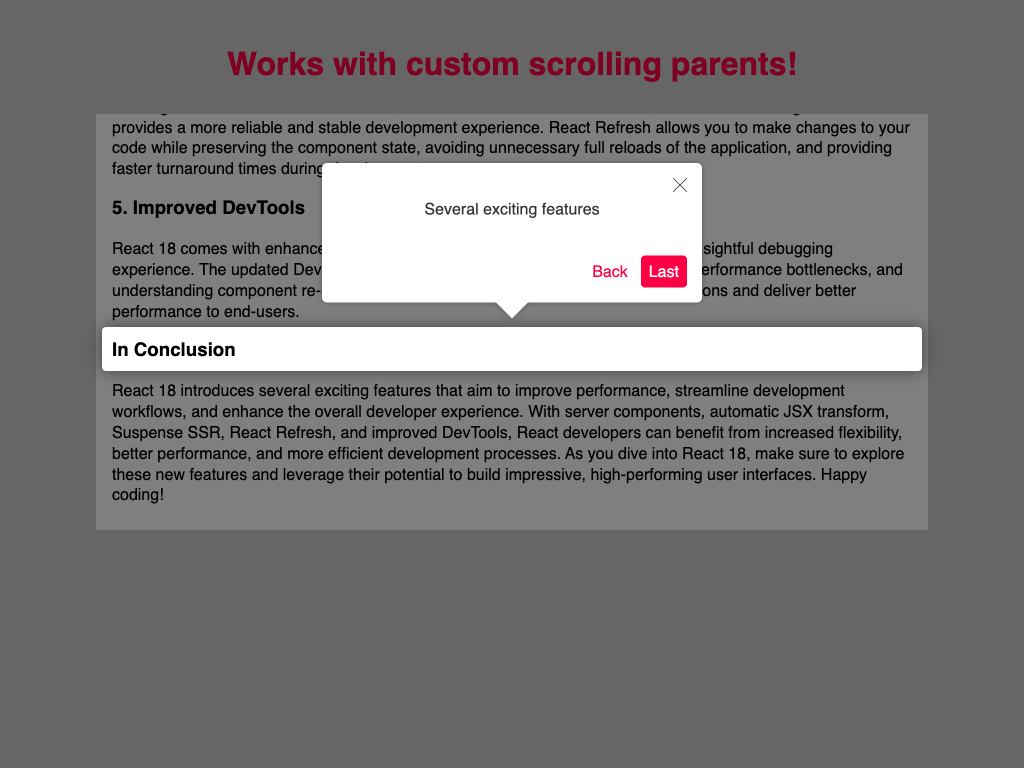 Works with custom scrolling parents!
provides a more reliable and stable development experience. React Refresh allows you to make changes to your
code while preserving the component state, avoiding unnecessary full reloads of the application, and providing
faster turnaround times during
Several exciting features
5. Improved DevTools
React 18 comes with enhance sightful debugging
experience. The updated Dev erformance bottlenecks, and
Back Last
understanding component re- ons and deliver better
performance to end-users.
In Conclusion
React 18 introduces several exciting features that aim to improve performance, streamline development
workflows, and enhance the overall developer experience. With server components, automatic JSX transform,
Suspense SSR, React Refresh, and improved DevTools, React developers can benefit from increased flexibility,
better performance, and more efficient development processes. As you dive into React 18, make sure to explore
these new features and leverage their potential to build impressive, high-performing user interfaces. Happy
coding!